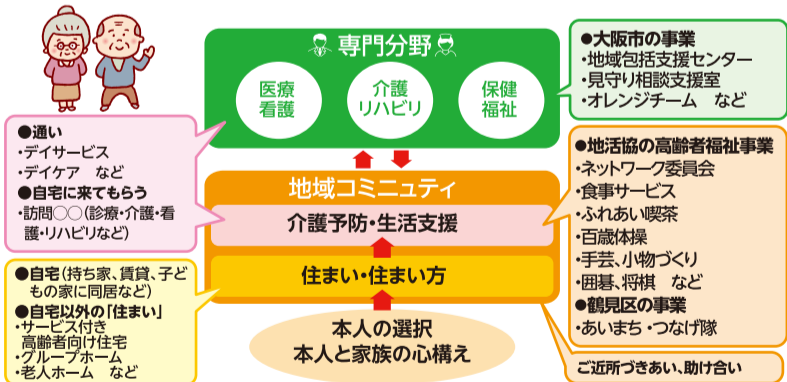 専門分野
医療
看護
介護
リハビリ
保健
福祉
●大阪市の事業
・地域包括支援センター
・見守り相談支援室
・オレンジチーム　など
●通い
・デイサービス
・デイケア　など
●自宅に来てもらう
・訪問〇〇(診療・介護・看
護・リハビリなど)
地域コミニュティ
介護予防・生活支援
住まい・住まい方
本人の選択
本人と家族の心構え
●地活協の高齢者福祉事業
・ネットワーク委員会
・食事サービス
・ふれあい喫茶
・百歳体操
・手芸、小物づくり
・囲碁、将棋　など
●鶴見区の事業
・あいまち・つなげ隊
●自宅(持ち家、賃貸、子ど
もの家に同居など)
●自宅以外の「住まい」
・サービス付き
高齢者向け住宅
・グループホーム
・老人ホーム　など
ご近所づきあい、助け合い